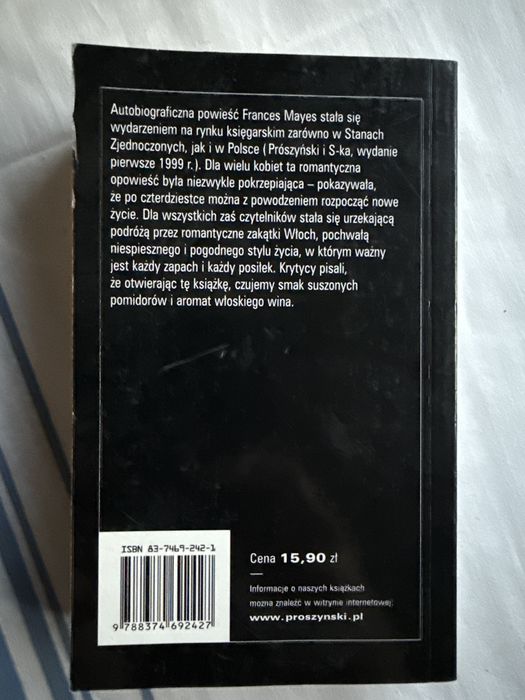 Autobiograficzna powieść Frances Mayes stała się
wydarzeniem na rynku księgarskim zarówno w Stanach
Zjednoczonych, jak i w Polsce (Prószyński i S-ka, wydanie
pierwsze 1999 r.). Dla wielu kobiet ta romantyczna
opowieść była niezwykle pokrzepiająca – pokazywała,
że po czterdziestce można z powodzeniem rozpocząć nowe
życie. Dla wszystkich zaś czytelników stała się urzekającą
podróżą przez romantyczne zakątki Włoch, pochwałą
niespiesznego i pogodnego stylu życia, w którym ważny
jest każdy zapach i każdy posiłek. Krytycy pisali,
że otwierając tę książkę, czujemy smak suszonych
pomidorów i aromat włoskiego wina.
ISBN 83-7469-242-1
9 788374 692427
Cena 15,90 zł
Informacje o naszych książkach
można znaleźć w witrynie internetowej:
www.proszynski.pl